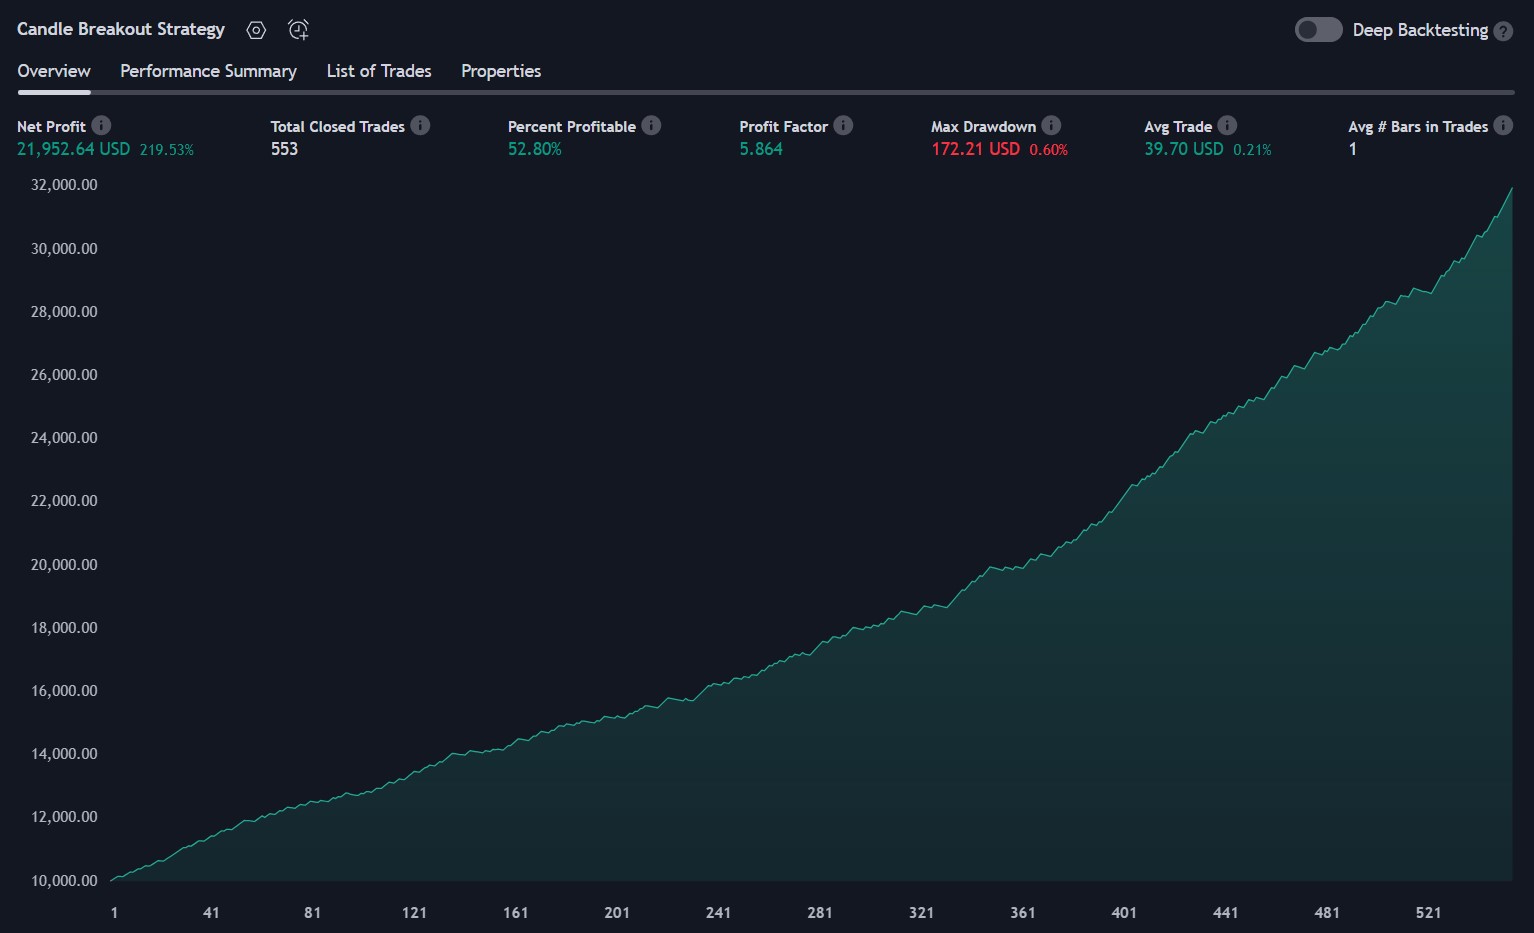 Candle Breakout Strategy
Deep Backtesting ?
Overview Performance Summary List of Trades Properties
Net Profit Total Closed Trades Percent Profitable Profit Factor Max Drawdown Avg Trade Avg # Bars in Trades
21,952.64 USD 219.53% 553 52.80% 5.864 172.21 USD 0.60% 39.70 USD 0.21% 1
32,000.00
30,000.00
28,000.00
26,000.00
24,000.00
22,000.00
20,000.00
18,000.00
16,000.00
14,000.00
12,000.00
10,000.00
1 41 81 121 161 201 241 281 321 361 401 441 481 521